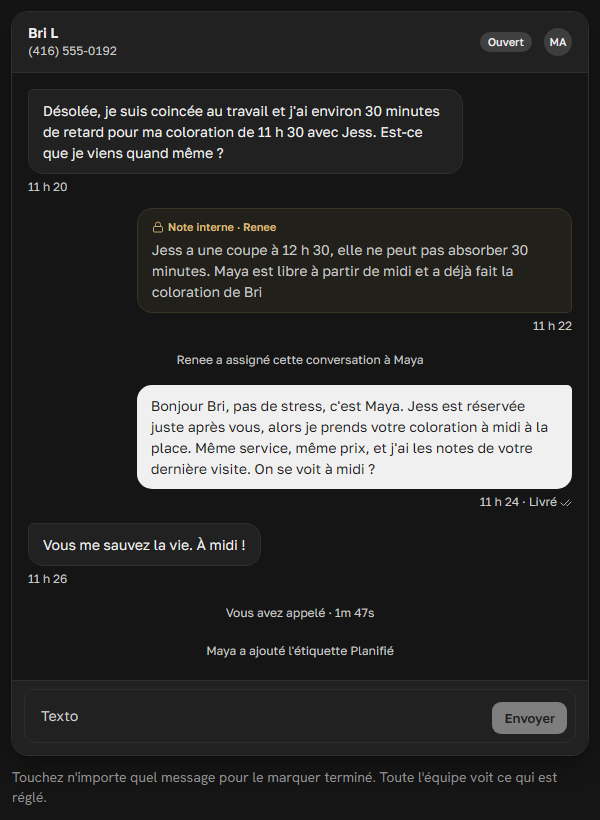 Bri L
(416) 555-0192
Ouvert
MA
Désolée, je suis coincée au travail et j'ai environ 30 minutes
de retard pour ma coloration de 11 h 30 avec Jess. Est-ce
que je viens quand même ?
11 h 20
Note interne · Renee
Jess a une coupe à 12 h 30, elle ne peut pas absorber 30
minutes. Maya est libre à partir de midi et a déjà fait la
coloration de Bri
11 h 22
Renee a assigné cette conversation à Maya
Bonjour Bri, pas de stress, c'est Maya. Jess est réservée
juste après vous, alors je prends votre coloration à midi à la
place. Même service, même prix, et j'ai les notes de votre
dernière visite. On se voit à midi ?
11 h 24 · Livré
Vous me sauvez la vie. À midi !
11 h 26
Vous avez appelé · 1m 47s
Maya a ajouté l'étiquette Planifié
Texto
Envoyer
Touchez n'importe quel message pour le marquer terminé. Toute l'équipe voit ce qui est
réglé.